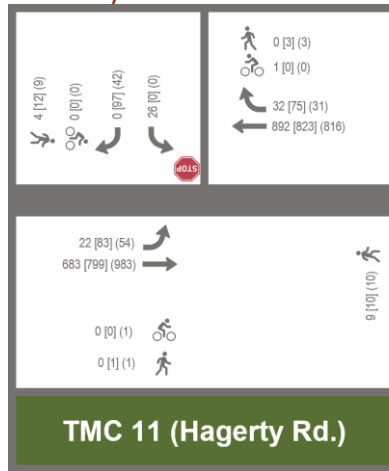 4 [12] (9)
0 [0] (0)
0 [97] (42)
26 [0] (0)
STOP
0 [3] (3)
1 [0] (0)
32 [75] (31)
892 [823] (816)
22 [83] (54)
683 [799] (983)
0 [0] (1)
0 [1] (1)
9 [10] (10)
TMC 11 (Hagerty Rd.)